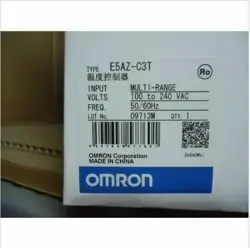 TYPE E5AZ-C3T
温度控制器
INPUT MULTI-RANGE
VOLTS. 100 to 240 VAC
FREQ. 50/60Hz
LOT NO. 09713M QTY. 1
OMRON Corporation
MADE IN CHINA
OMRON
Ro